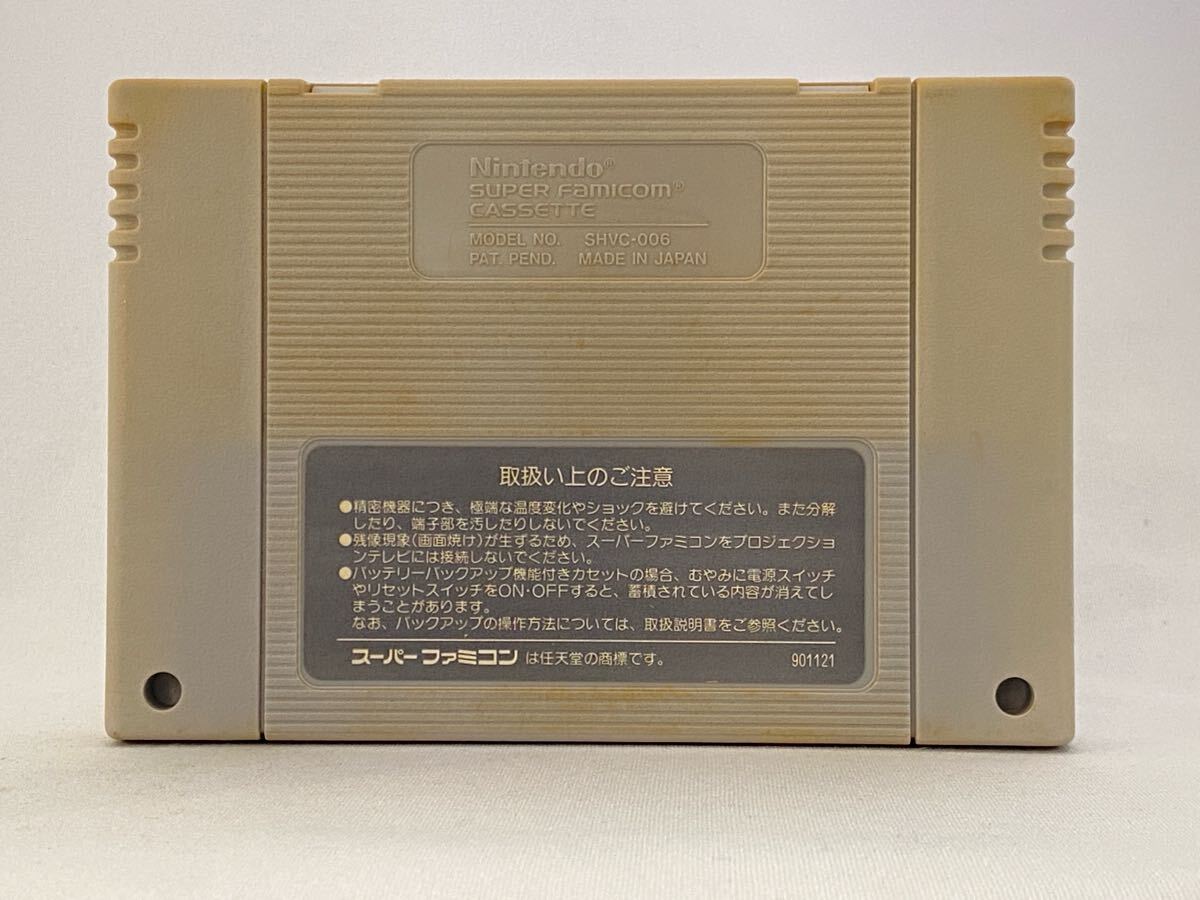 Nintendo®
SUPER FAMICOM®
CASSETTE
MODEL NO. SHVC-006
PAT. PEND. MADE IN JAPAN
取扱い上のご注意
●精密機器につき、極端な温度変化やショックを避けてください。また分解
したり、端子部を汚したりしないでください。
●残像現象(画面焼け)が生ずるため、スーパーファミコンをプロジェクショ
ンテレビには接続しないでください。
●バッテリーバックアップ機能付きカセットの場合、むやみに電源スイッチ
やリセットスイッチをON・OFFすると、蓄積されている内容が消えてし
まうことがあります。
なお、バックアップの操作方法については、取扱説明書をご参照ください。
スーパーファミコン は任天堂の商標です。 901121